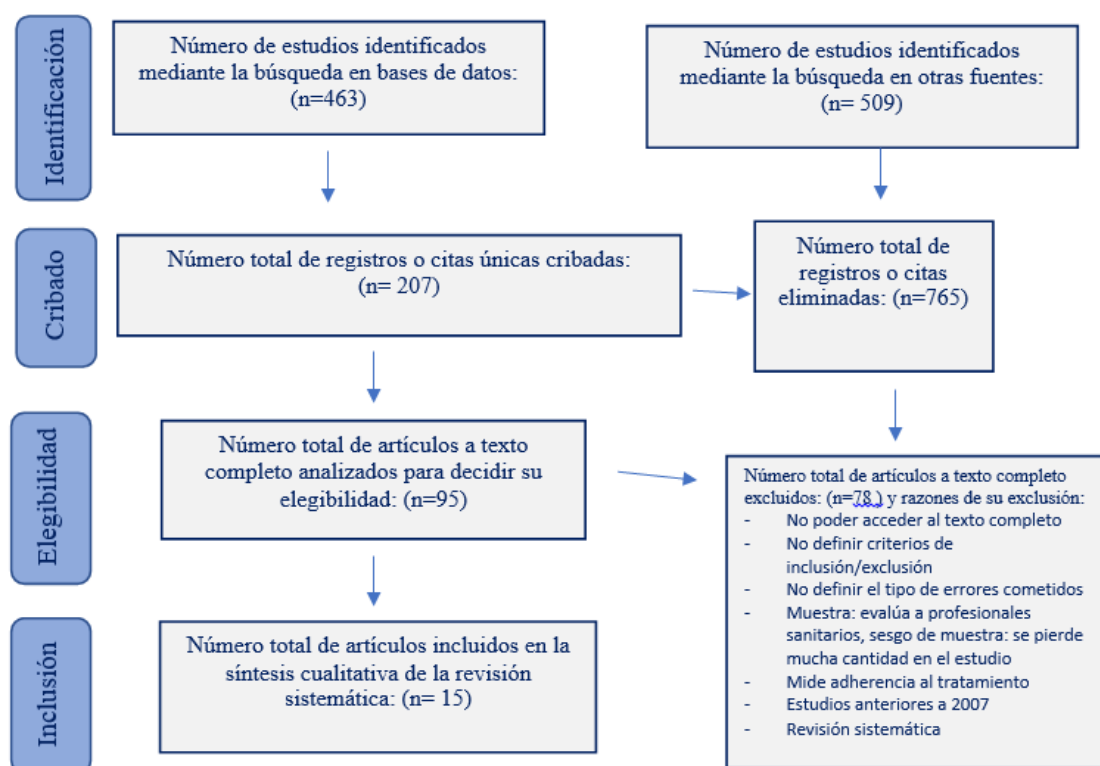 Identificación
Número de estudios identificados
mediante la búsqueda en bases de datos:
(n=463)
Número de estudios identificados
mediante la búsqueda en otras fuentes:
(n= 509)
Cribado
Número total de registros o citas únicas cribadas:
(n= 207)
Número total de
registros o citas
eliminadas: (n=765)
Elegibilidad
Número total de artículos a texto
completo analizados para decidir su
elegibilidad: (n=95)
Número total de artículos a texto completo
excluidos: (n=78 ) y razones de su exclusión:
- No poder acceder al texto completo
- No definir criterios de
inclusión/exclusión
- No definir el tipo de errores cometidos
- Muestra: evalúa a profesionales
sanitarios, sesgo de muestra: se pierde
mucha cantidad en el estudio
- Mide adherencia al tratamiento
- Estudios anteriores a 2007
- Revisión sistemática
Inclusión
Número total de artículos incluidos en la
síntesis cualitativa de la revisión
sistemática: (n= 15)